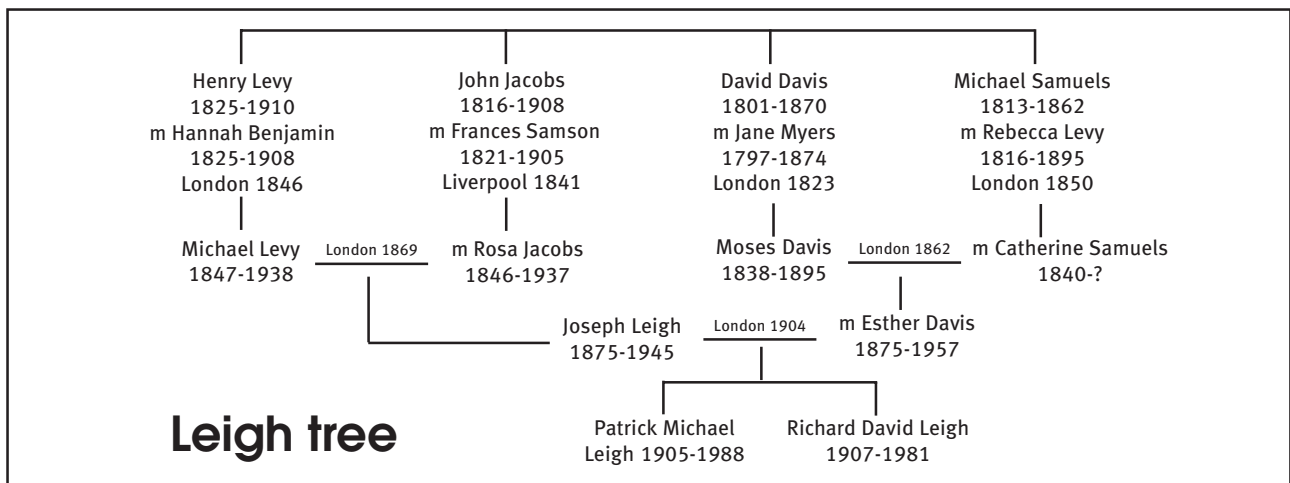 Henry Levy
1825-1910
m Hannah Benjamin
1825-1908
London 1846
John Jacobs
1816-1908
m Frances Samson
1821-1905
Liverpool 1841
David Davis
1801-1870
m Jane Myers
1797-1874
London 1823
Michael Samuels
1813-1862
m Rebecca Levy
1816-1895
London 1850
Michael Levy
1847-1938
London 1869
m Rosa Jacobs
1846-1937
Moses Davis
1838-1895
London 1862
m Catherine Samuels
1840-?
Joseph Leigh
1875-1945
London 1904
m Esther Davis
1875-1957
Leigh tree
Patrick Michael
Leigh 1905-1988
Richard David Leigh
1907-1981